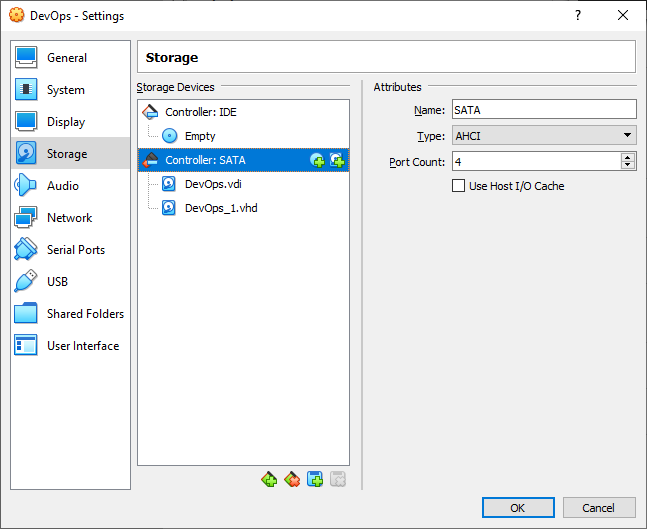 DevOps - Settings
?
General
System
Display
Storage
Audio
Network
Serial Ports
USB
Shared Folders
User Interface
Storage
Storage Devices
Controller: IDE
Empty
Controller: SATA
DevOps.vdi
DevOps_1.vhd
Attributes
Name: SATA
Type: AHCI
Port Count: 4
Use Host I/O Cache
OK
Cancel